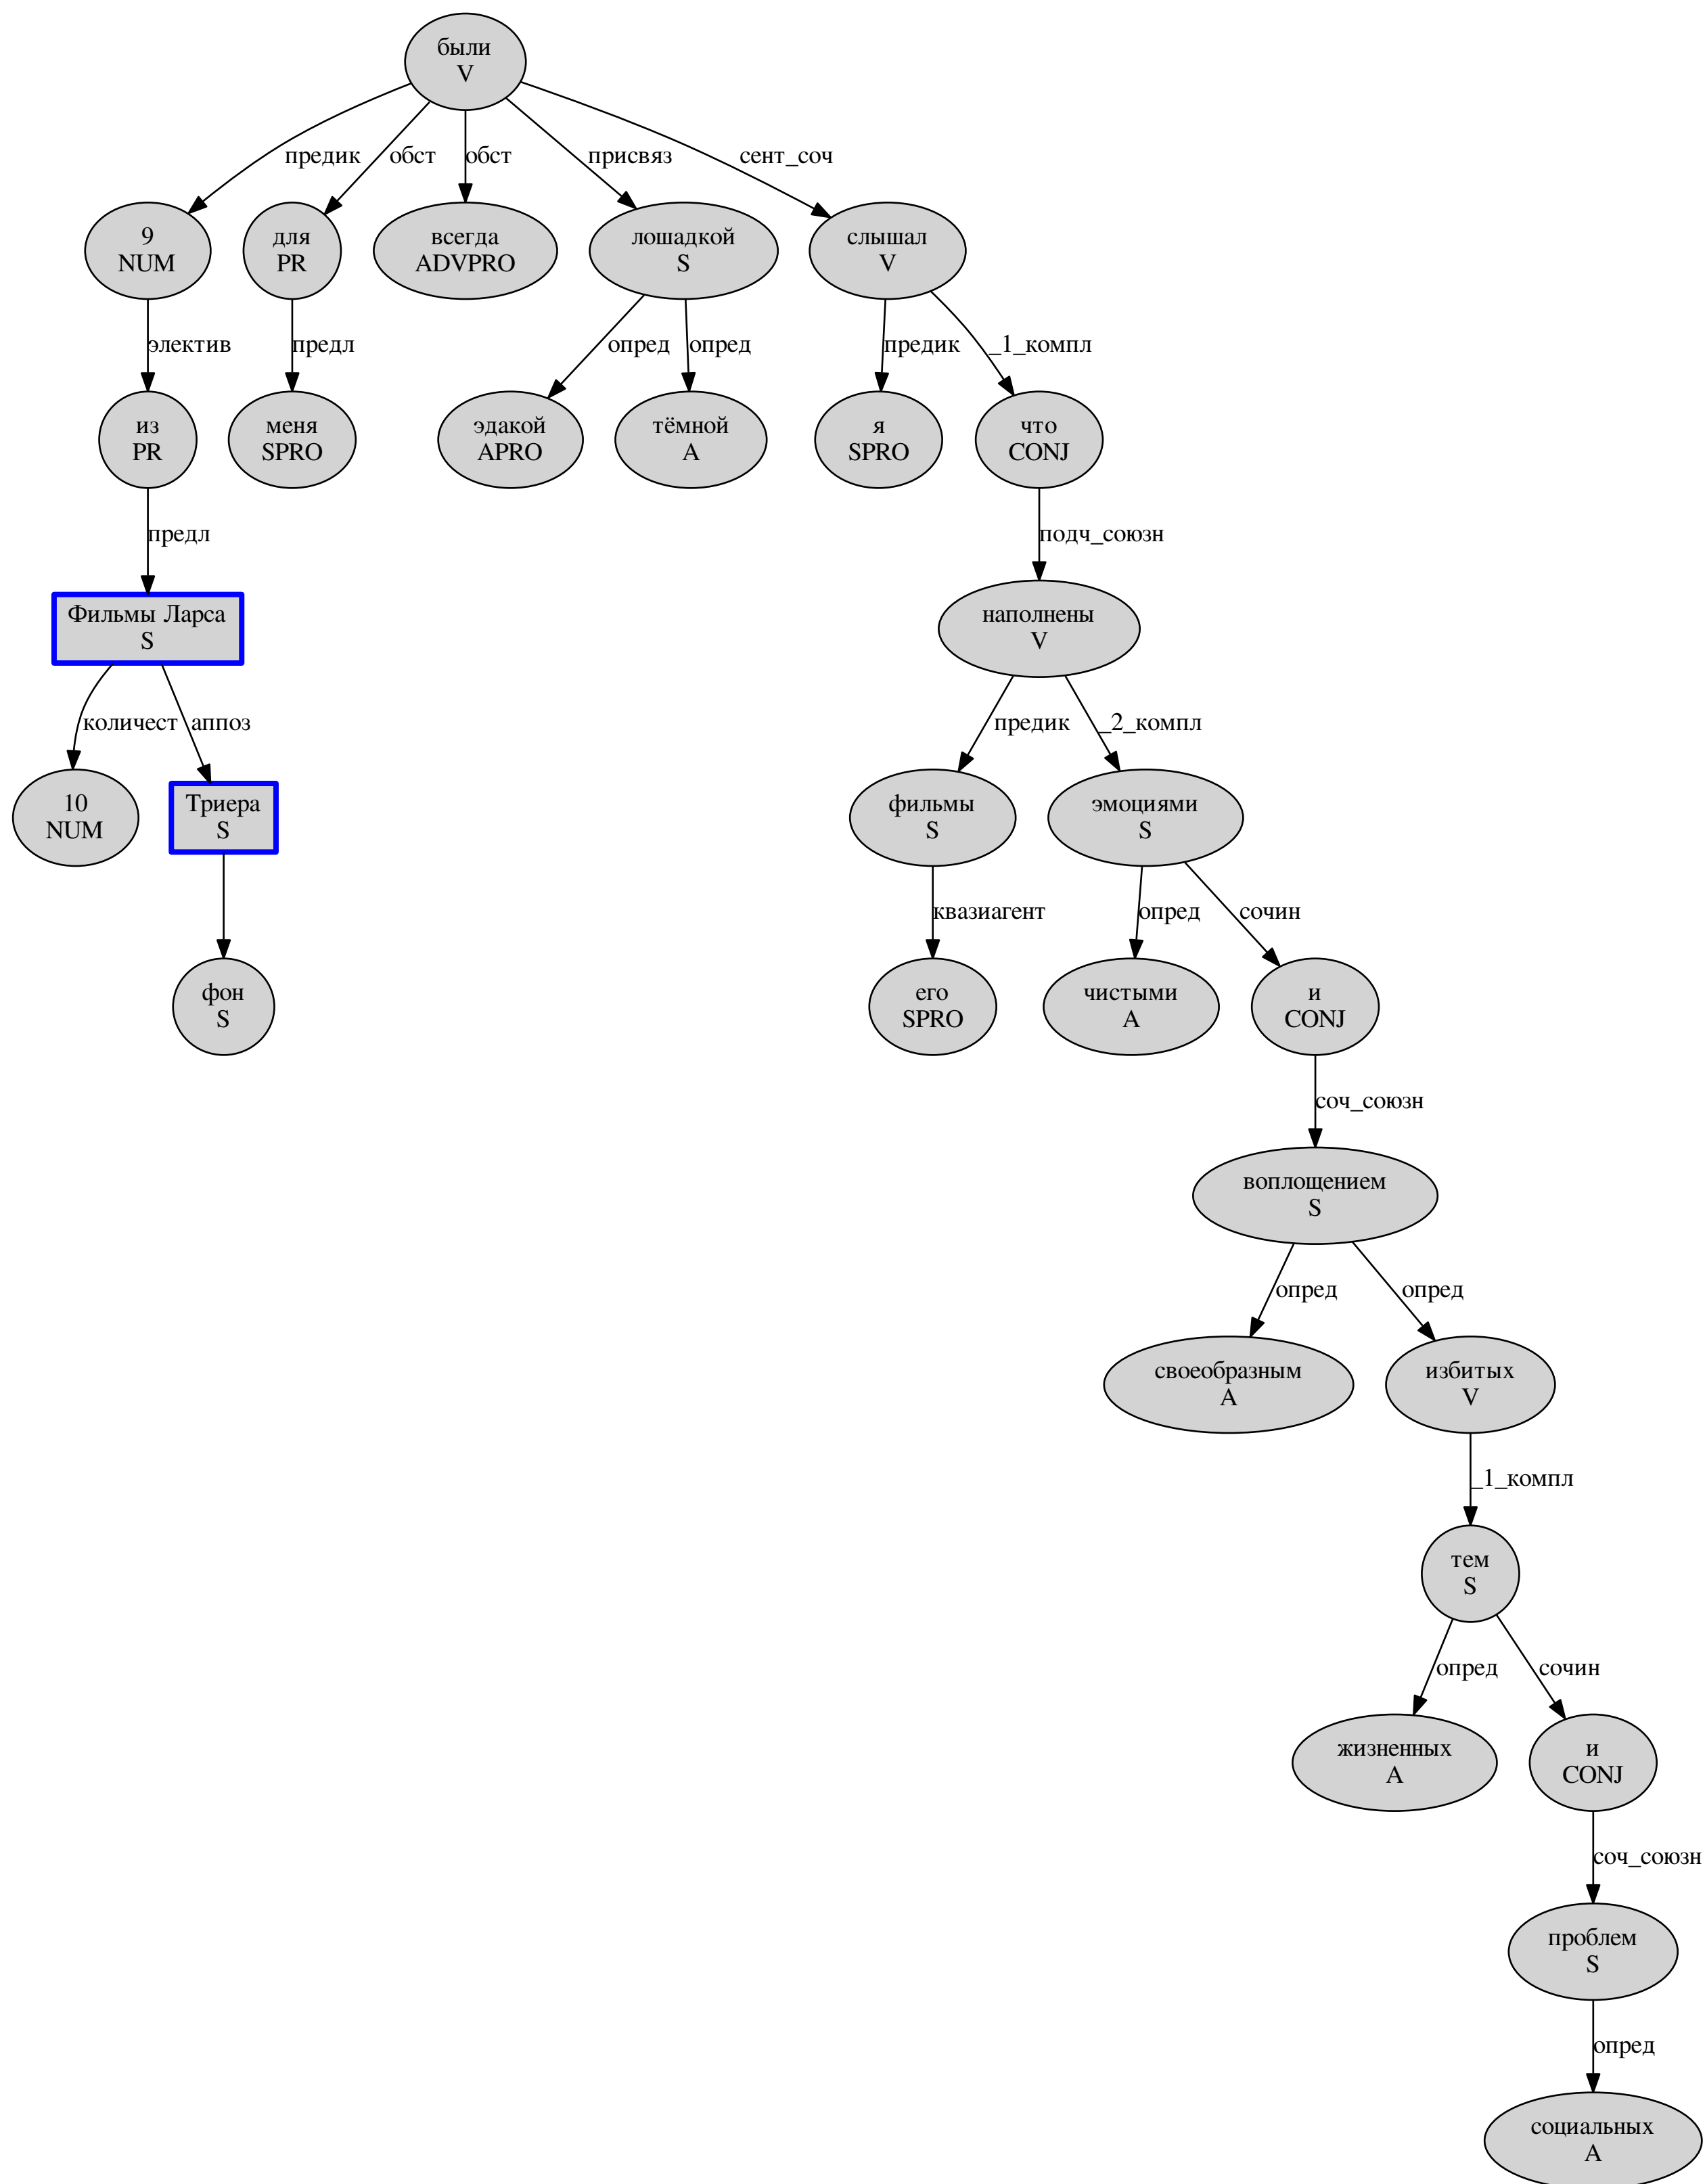 были
V
предик
обст
обст
присвяз
сент_соч
9
NUM
для
PR
всегда
ADVPRO
лошадкой
S
слышал
V
электив
предл
опред
опред
предик
_1_компл
из
PR
меня
SPRO
эдакой
APRO
тёмной
A
я
SPRO
что
CONJ
предл
подч_союзн
Фильмы Ларса
S
наполнены
V
количест
аппоз
предик
_2_компл
10
NUM
Триера
S
фильмы
S
эмоциями
S
квазиагент
опред
сочин
фон
S
его
SPRO
чистыми
A
и
CONJ
соч_союзн
воплощением
S
опред
опред
своеобразным
A
избитых
V
_1_компл
тем
S
опред
сочин
жизненных
A
и
CONJ
соч_союзн
проблем
S
опред
социальных
A